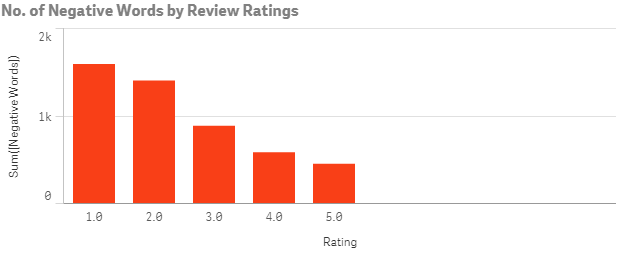 No. of Negative Words by Review Ratings
Sum([Negative Words])
2k
1k
0
1.0 2.0 3.0 4.0 5.0
Rating